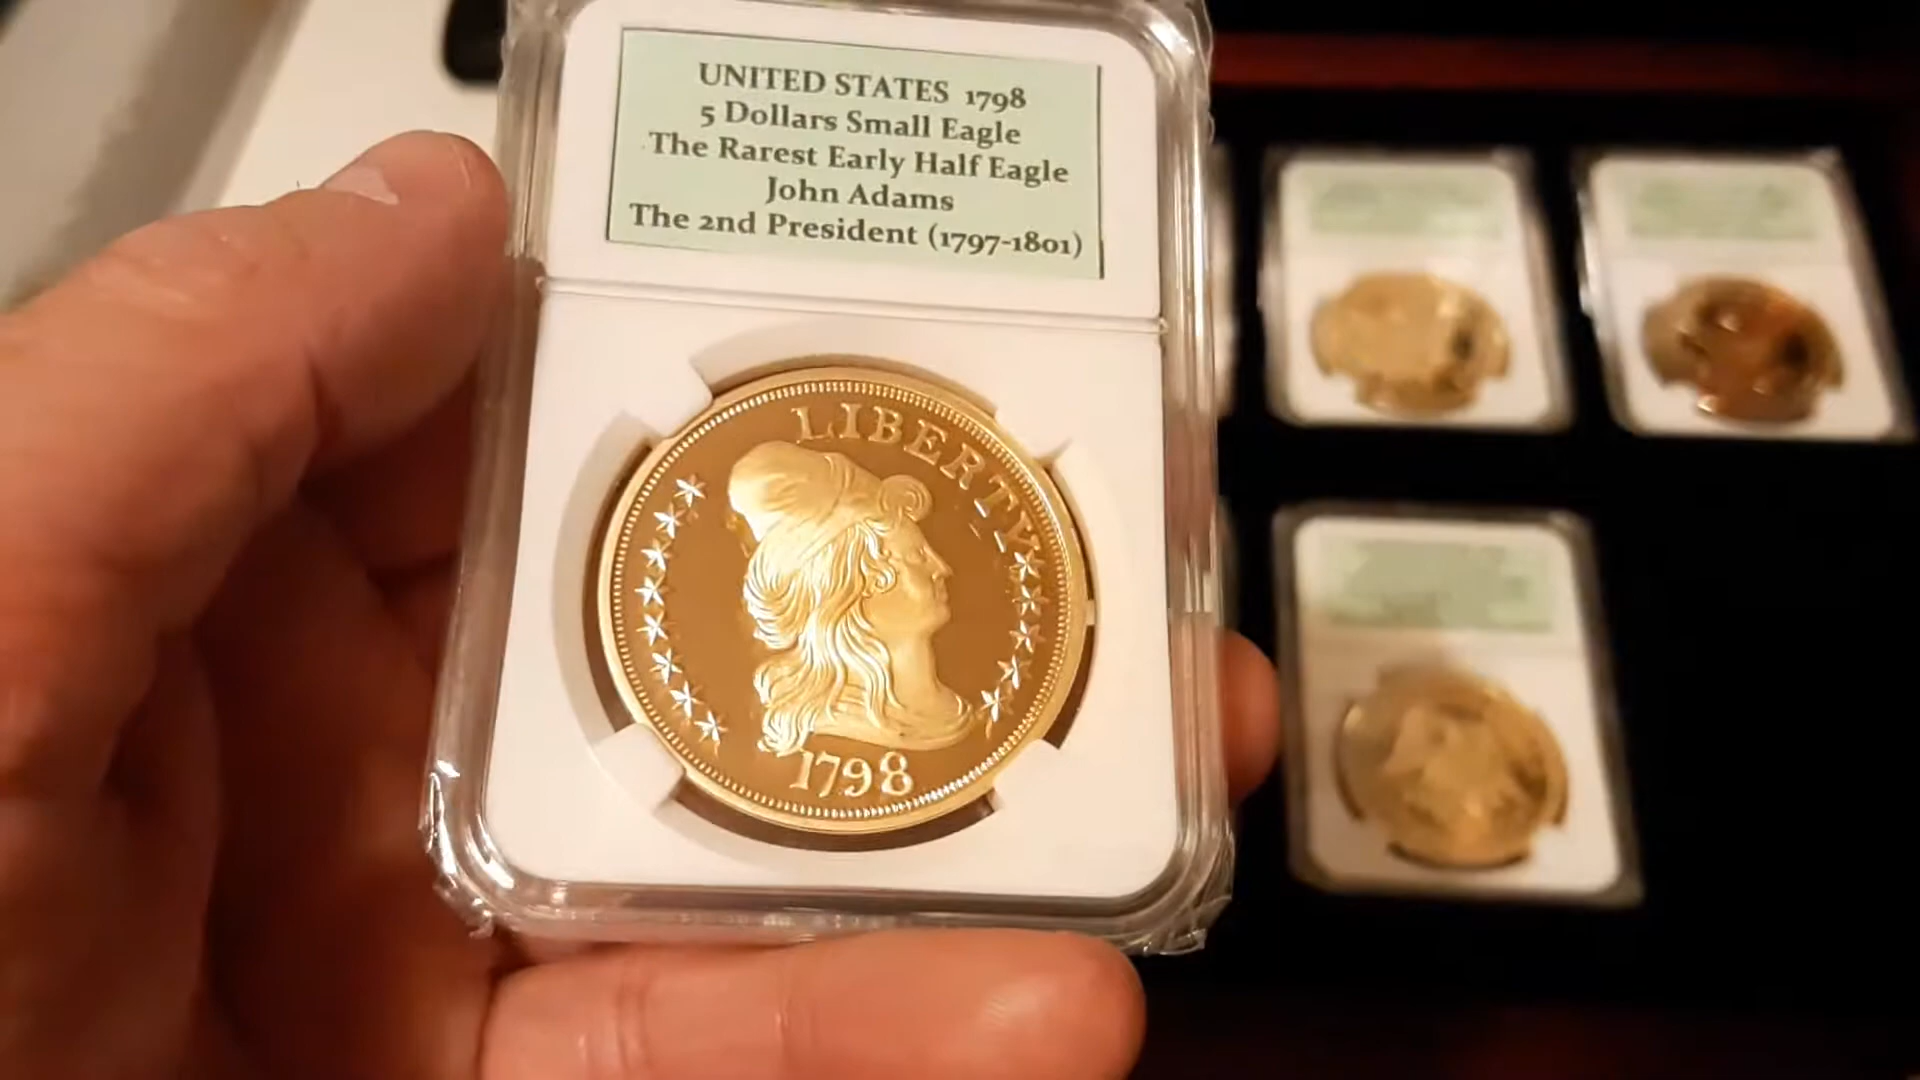 UNITED STATES 1798
5 Dollars Small Eagle
The Rarest Early Half Eagle
John Adams
The 2nd President (1797-1801)
LIBERTY
1798